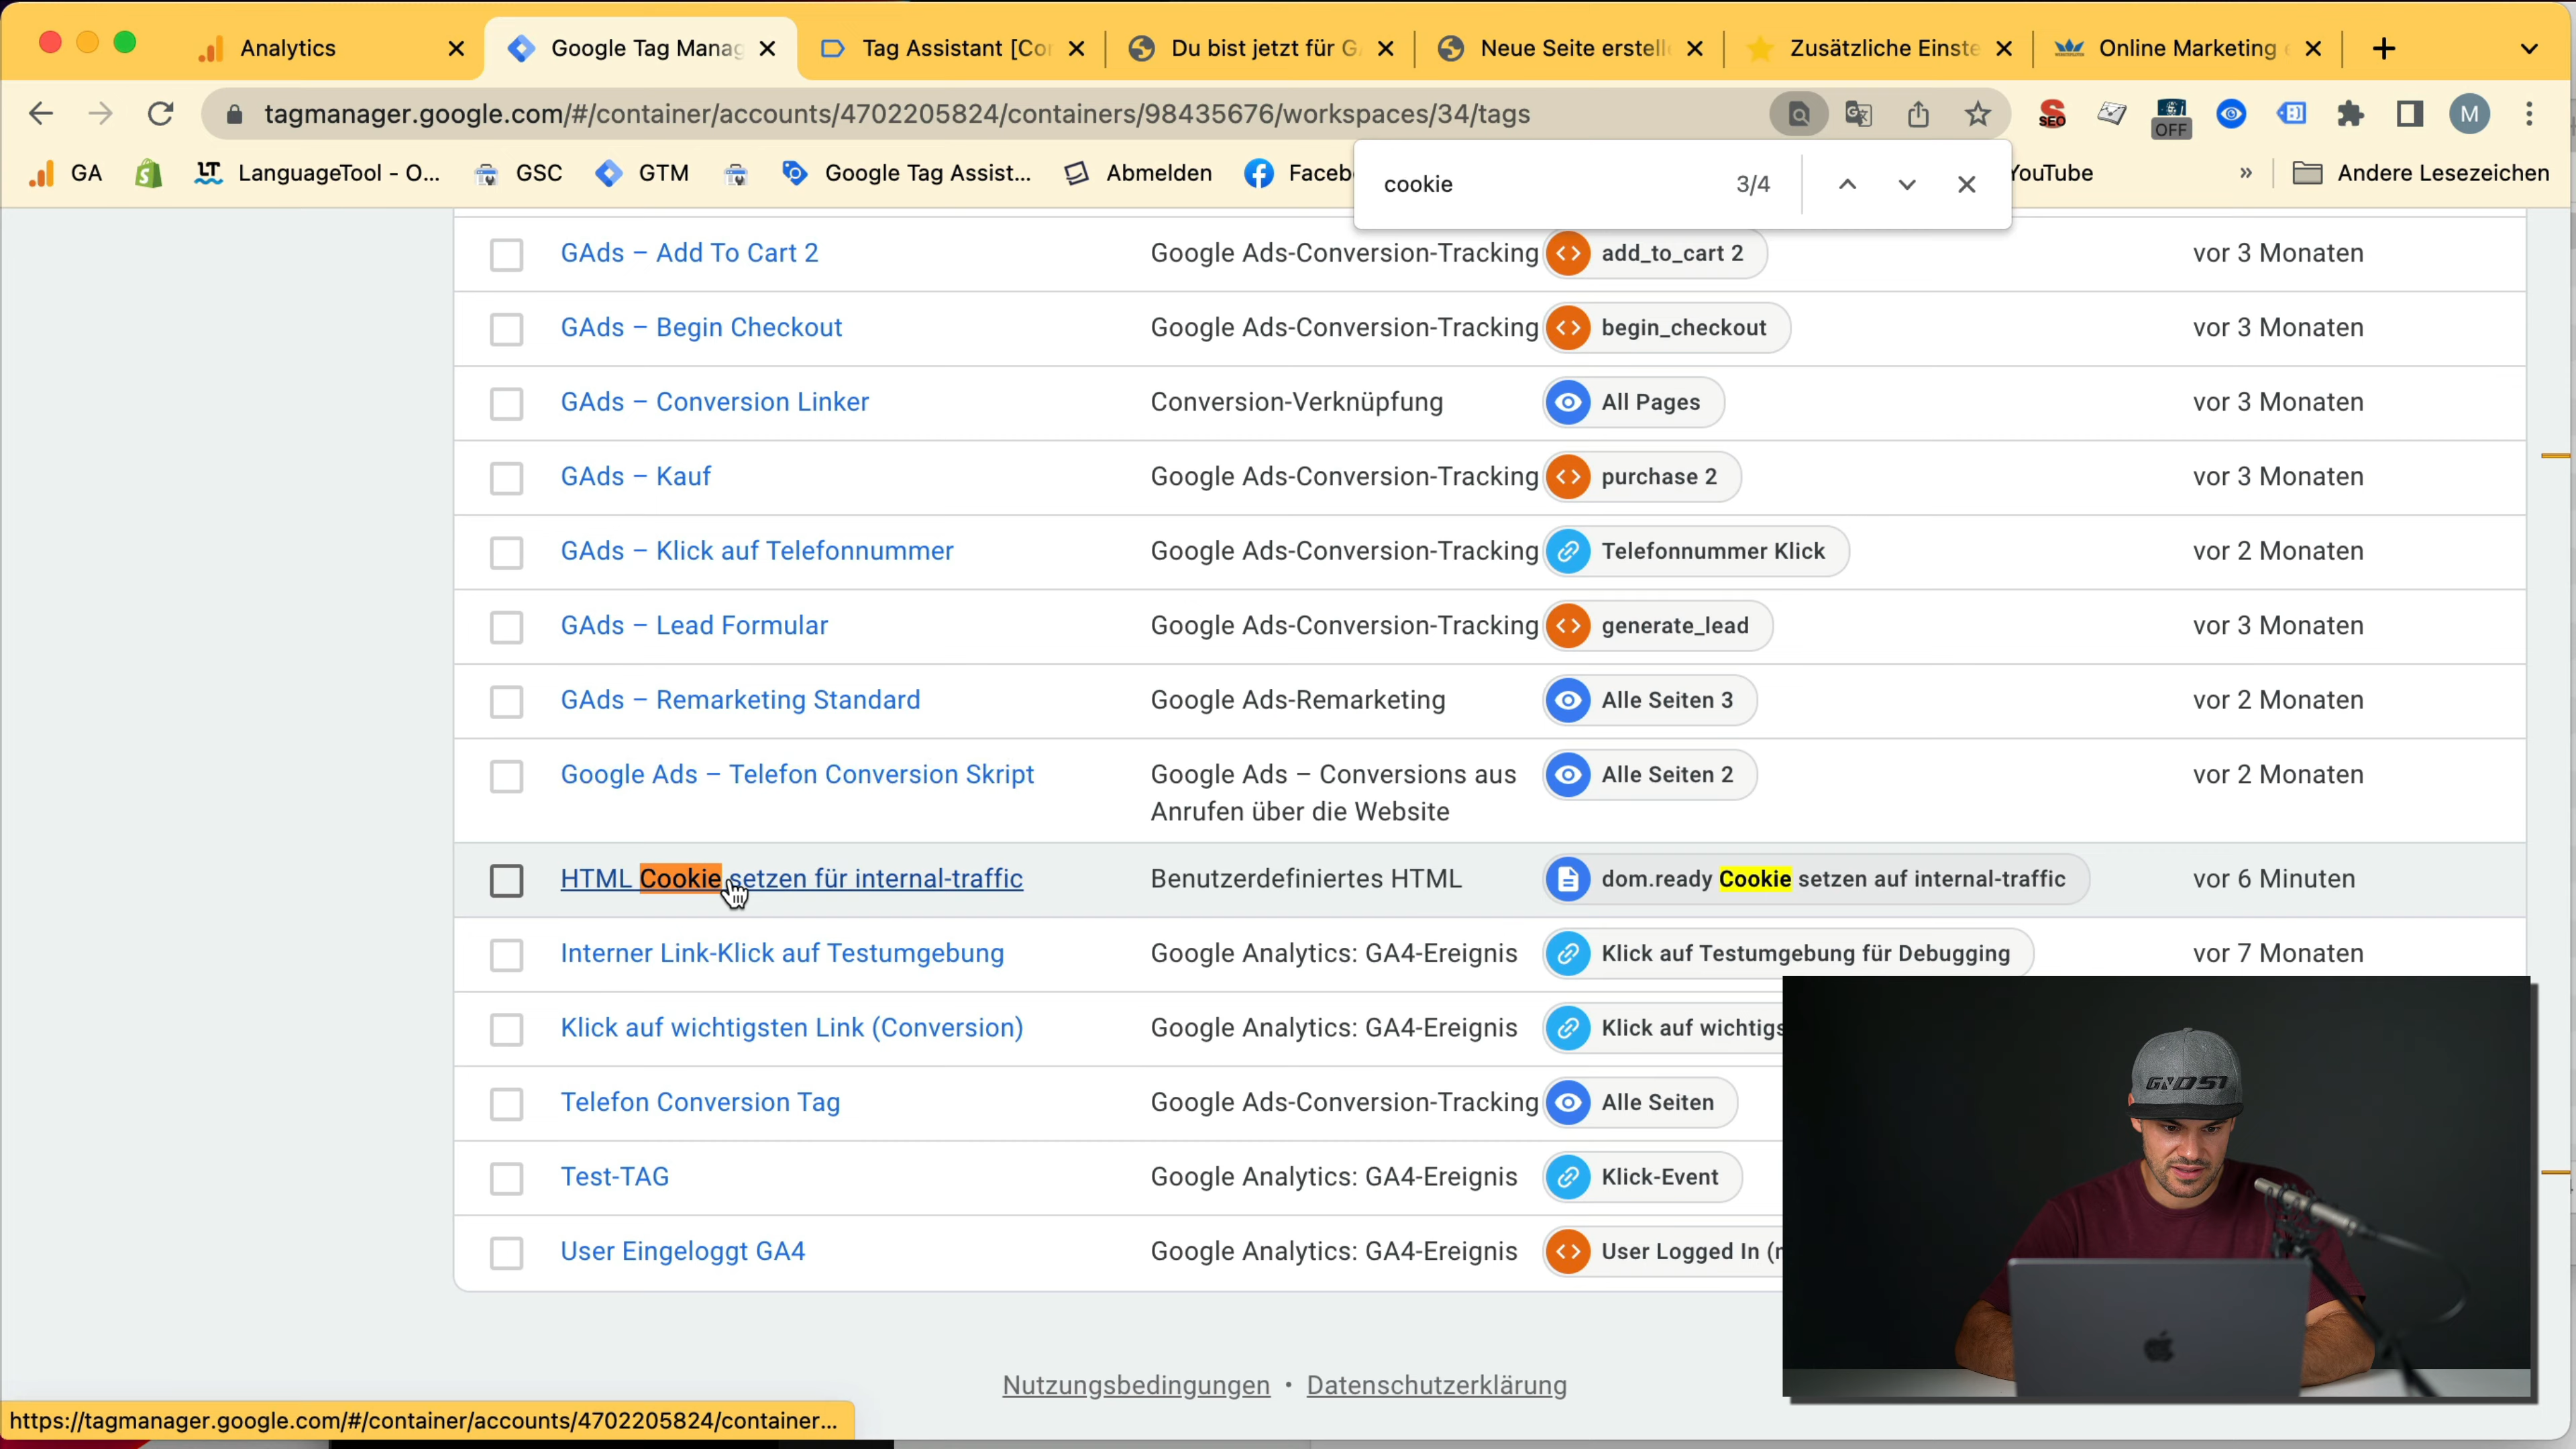 Analytics
Google Tag Manag
Tag Assistant [Co
Du bist jetzt für G
Neue Seite erstell
Zusätzliche Einste
Online Marketing
tagmanager.google.com/#/container/accounts/4702205824/containers/98435676/workspaces/34/tags
SEO
OFF
M
GA
LT LanguageTool - O...
GSC
GTM
Google Tag Assist...
Abmelden
Faceb
YouTube
»
Andere Lesezeichen
cookie 3/4
GAds – Add To Cart 2 Google Ads-Conversion-Tracking add_to_cart 2 vor 3 Monaten
GAds – Begin Checkout Google Ads-Conversion-Tracking begin_checkout vor 3 Monaten
GAds – Conversion Linker Conversion-Verknüpfung All Pages vor 3 Monaten
GAds – Kauf Google Ads-Conversion-Tracking purchase 2 vor 3 Monaten
GAds – Klick auf Telefonnummer Google Ads-Conversion-Tracking Telefonnummer Klick vor 2 Monaten
GAds – Lead Formular Google Ads-Conversion-Tracking generate_lead vor 3 Monaten
GAds – Remarketing Standard Google Ads-Remarketing Alle Seiten 3 vor 2 Monaten
Google Ads – Telefon Conversion Skript Google Ads – Conversions aus Alle Seiten 2 vor 2 Monaten
Anrufen über die Website
HTML Cookie setzen für internal-traffic Benutzerdefiniertes HTML dom.ready Cookie setzen auf internal-traffic vor 6 Minuten
Interner Link-Klick auf Testumgebung Google Analytics: GA4-Ereignis Klick auf Testumgebung für Debugging vor 7 Monaten
Klick auf wichtigsten Link (Conversion) Google Analytics: GA4-Ereignis Klick auf wichtigs
Telefon Conversion Tag Google Ads-Conversion-Tracking Alle Seiten
Test-TAG Google Analytics: GA4-Ereignis Klick-Event
User Eingeloggt GA4 Google Analytics: GA4-Ereignis User Logged In (
Nutzungsbedingungen • Datenschutzerklärung
https://tagmanager.google.com/#/container/accounts/4702205824/container...